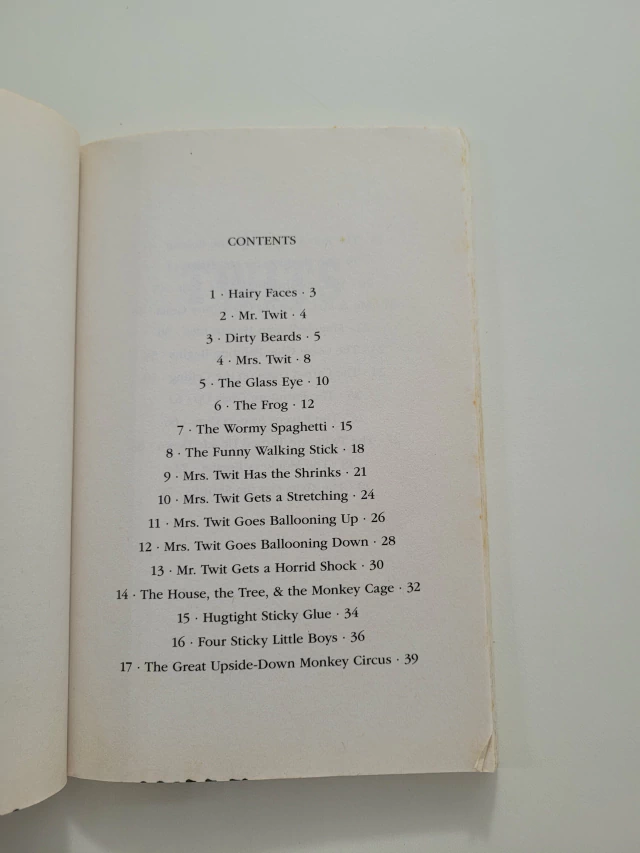 CONTENTS
1 · Hairy Faces · 3
2 · Mr. Twit · 4
3 · Dirty Beards · 5
4 · Mrs. Twit · 8
5 · The Glass Eye · 10
6 · The Frog · 12
7 · The Wormy Spaghetti · 15
8 · The Funny Walking Stick · 18
9 · Mrs. Twit Has the Shrinks · 21
10 · Mrs. Twit Gets a Stretching · 24
11 · Mrs. Twit Goes Ballooning Up · 26
12 · Mrs. Twit Goes Ballooning Down · 28
13 · Mr. Twit Gets a Horrid Shock · 30
14 · The House, the Tree, & the Monkey Cage · 32
15 · Hugtight Sticky Glue · 34
16 · Four Sticky Little Boys · 36
17 · The Great Upside-Down Monkey Circus · 39